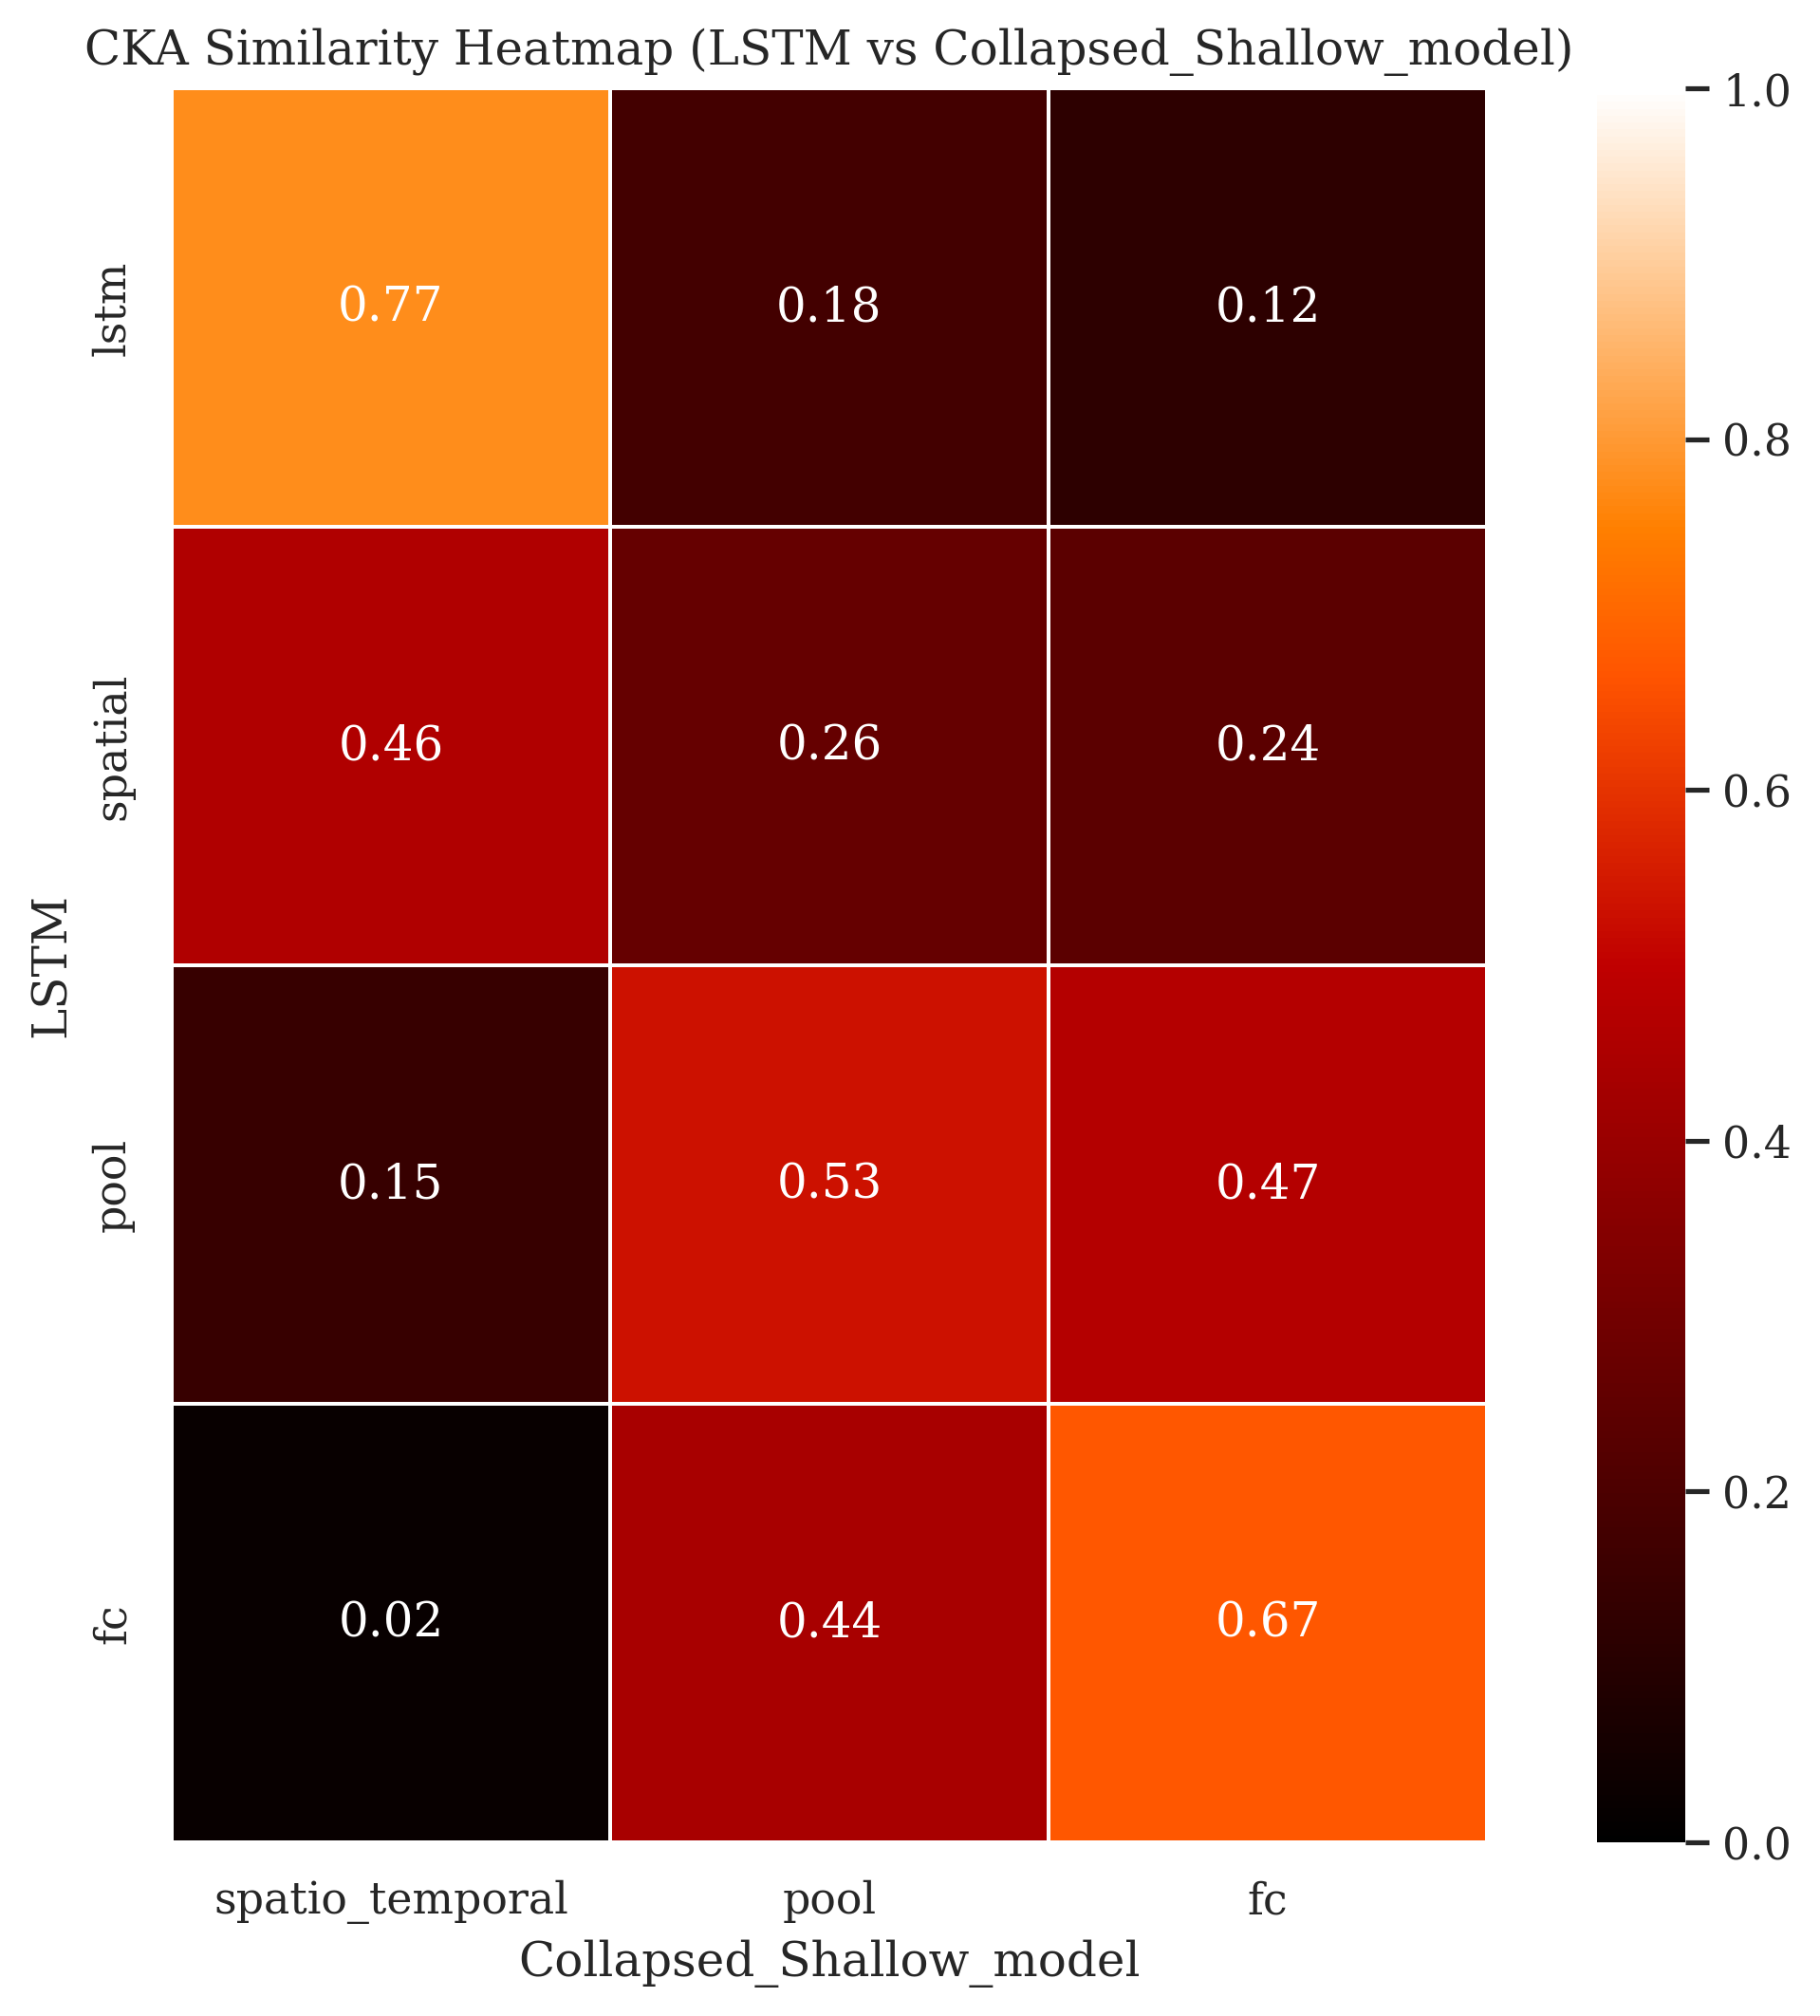 CKA Similarity Heatmap (LSTM vs Collapsed_Shallow_model)
lstm
0.77
0.18
0.12
spatial
0.46
0.26
0.24
pool
0.15
0.53
0.47
fc
0.02
0.44
0.67
LSTM
spatio_temporal
pool
fc
Collapsed_Shallow_model
1.0
0.8
0.6
0.4
0.2
0.0